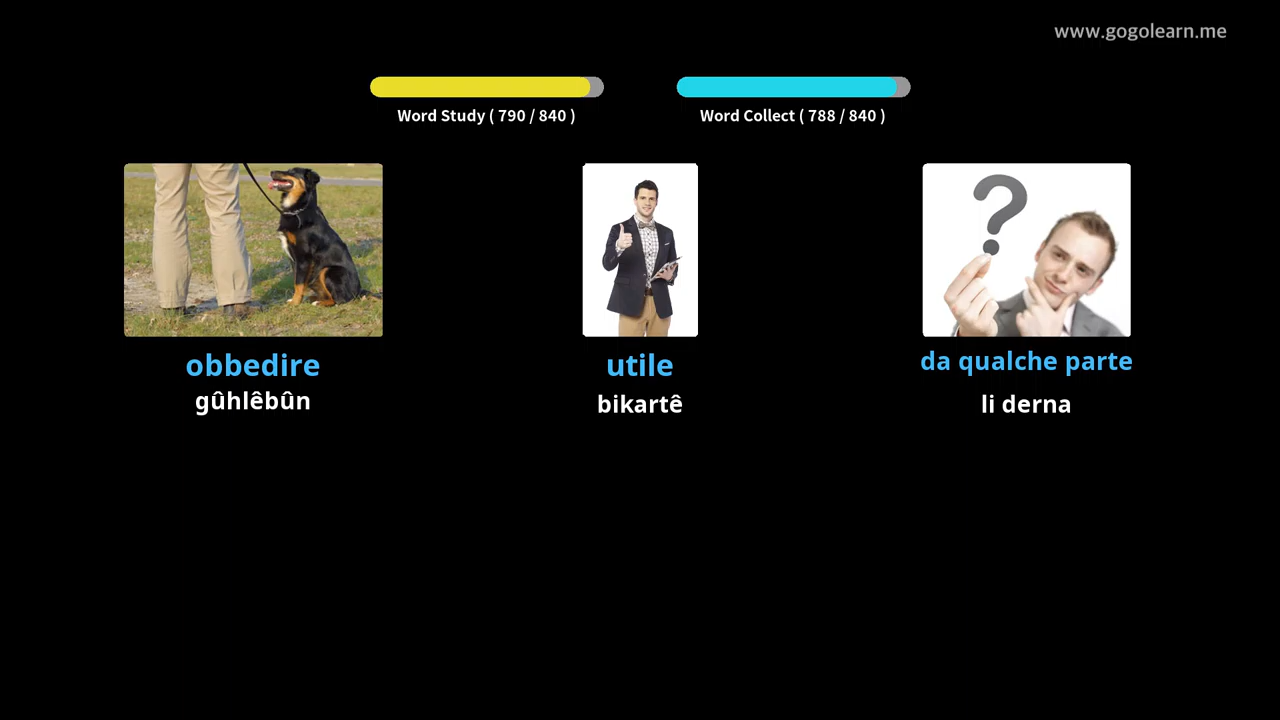 www.gogolearn.me
Word Study ( 790 / 840 )
Word Collect ( 788 / 840 )
obbedire
gûhlêbûn
utile
bikartê
da qualche parte
li derna